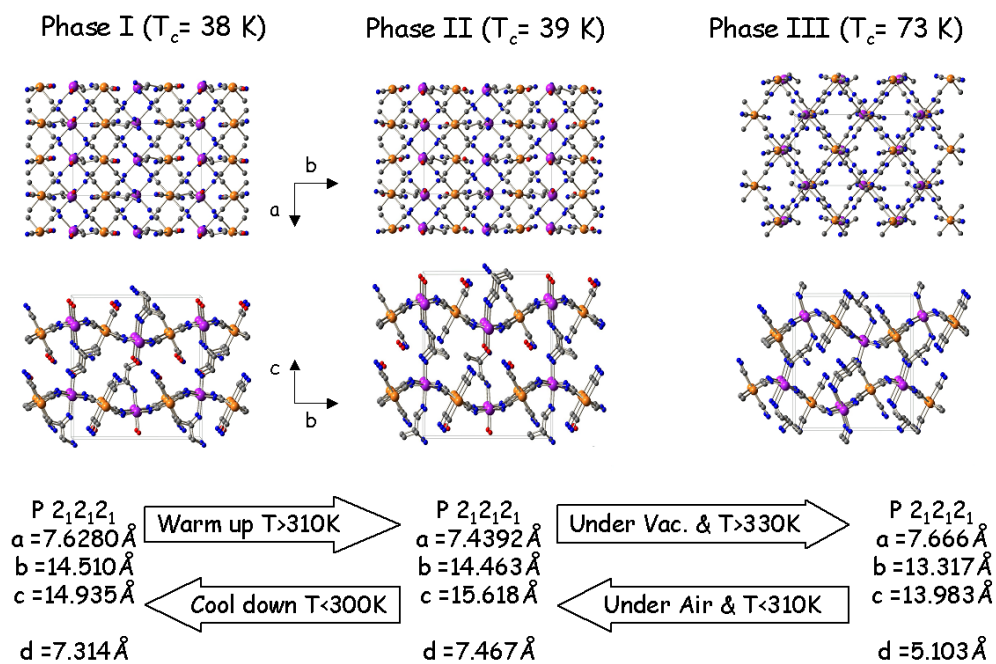 Phase I (Tc= 38 K)
Phase II (Tc= 39 K)
Phase III (Tc= 73 K)
b
a
c
b
P 2₁2₁2₁
a =7.6280Å
b =14.510Å
c =14.935Å
d =7.314Å
Warm up T>310K
Cool down T<300K
P 2₁2₁2₁
a =7.4392Å
b =14.463Å
c =15.618Å
d =7.467Å
Under Vac. & T>330K
Under Air & T<310K
P 2₁2₁2₁
a =7.666Å
b =13.317Å
c =13.983Å
d =5.103Å